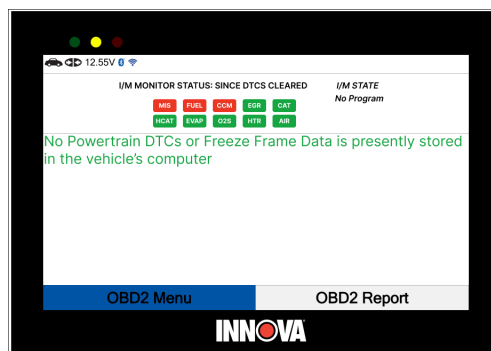 12.55V
I/M MONITOR STATUS: SINCE DTCS CLEARED
I/M STATE
No Program
MIS FUEL CCM EGR CAT
HCAT EVAP O2S HTR AIR
No Powertrain DTCs or Freeze Frame Data is presently stored
in the vehicle's computer
OBD2 Menu
OBD2 Report
INNOVA